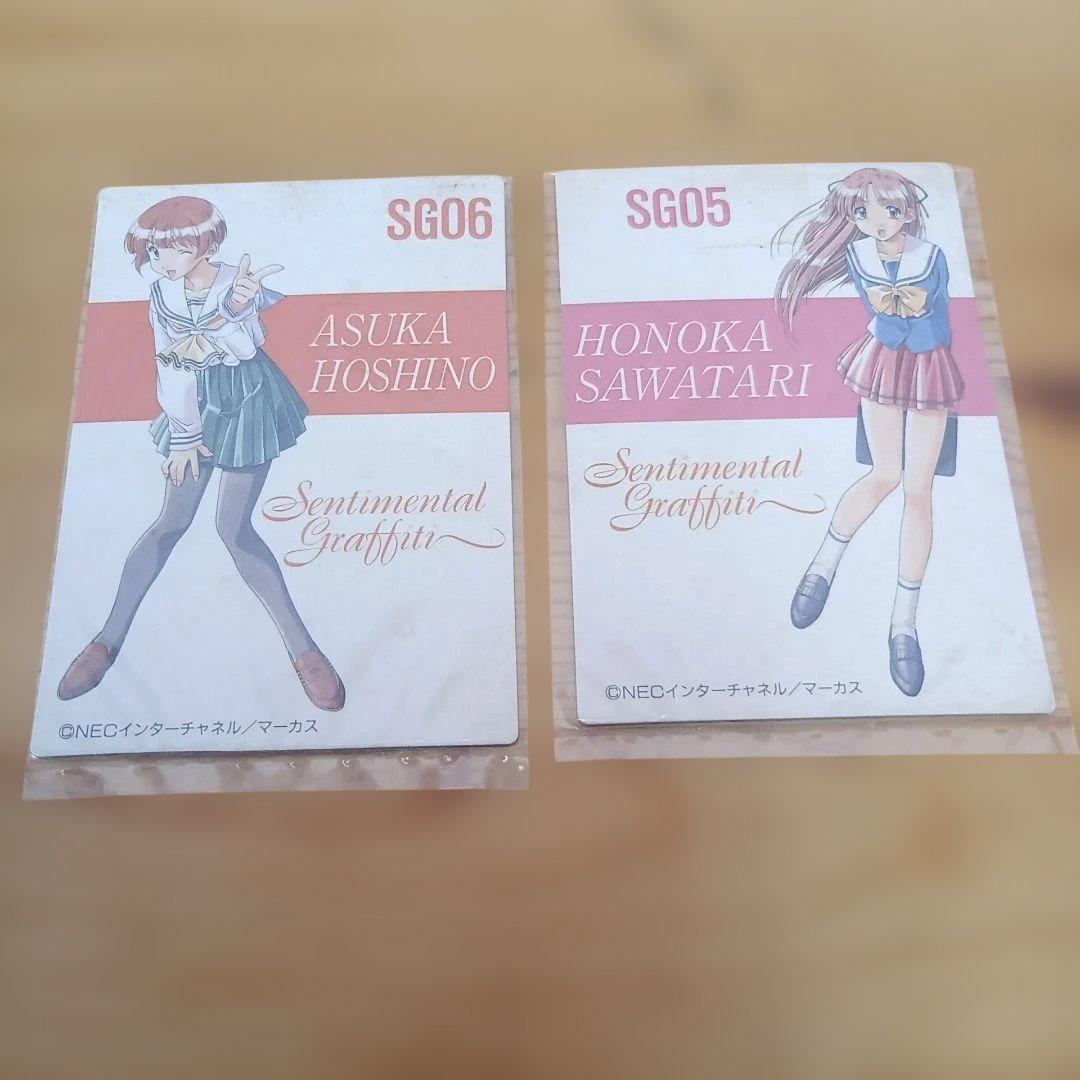 SG06
ASUKA
HOSHINO
Sentimental
Graffiti
©NECインターチャネル／マーカス
SG05
HONOKA
SAWATARI
Sentimental
Graffiti
©NECインターチャネル／マーカス